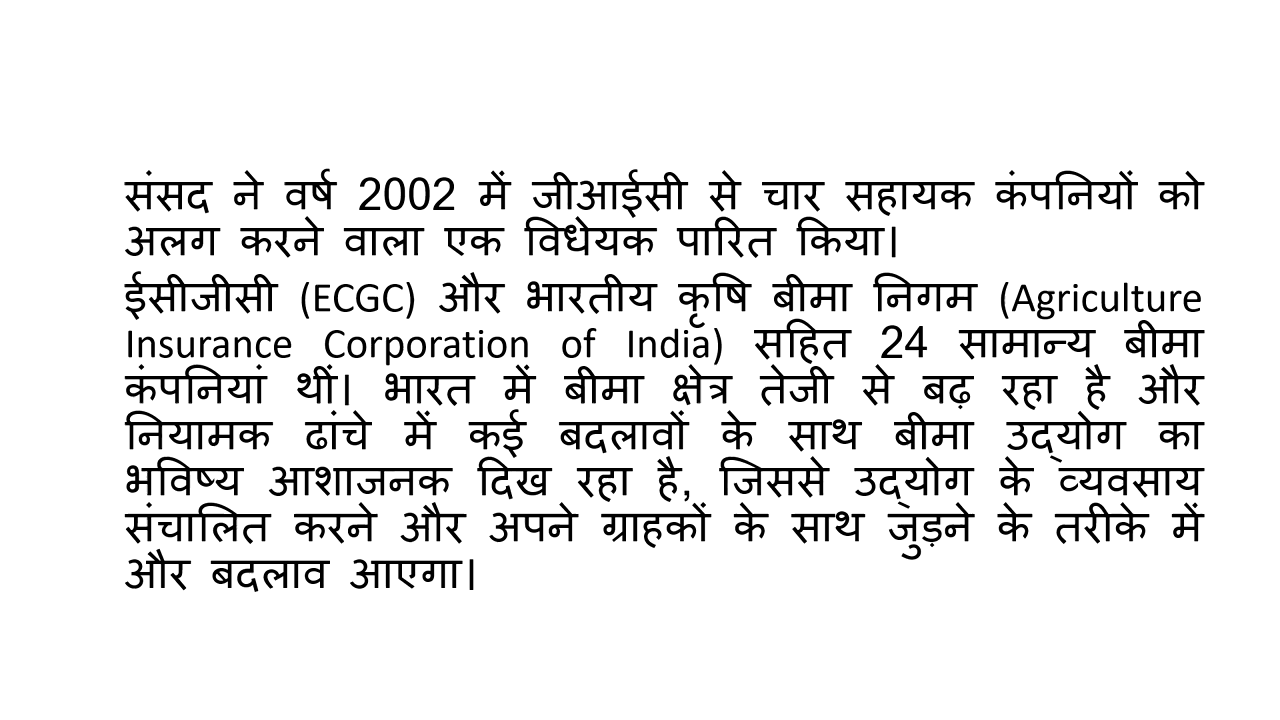 संसद ने वर्ष 2002 में जीआईसी से चार सहायक कंपनियों को
अलग करने वाला एक विधेयक पारित किया।
ईसीजीसी (ECGC) और भारतीय कृषि बीमा निगम (Agriculture
Insurance Corporation of India) सहित 24 सामान्य बीमा
कंपनियां थीं। भारत में बीमा क्षेत्र तेजी से बढ़ रहा है और
नियामक ढांचे में कई बदलावों के साथ बीमा उद्योग का
भविष्य आशाजनक दिख रहा है, जिससे उद्योग के व्यवसाय
संचालित करने और अपने ग्राहकों के साथ जुड़ने के तरीके में
और बदलाव आएगा।